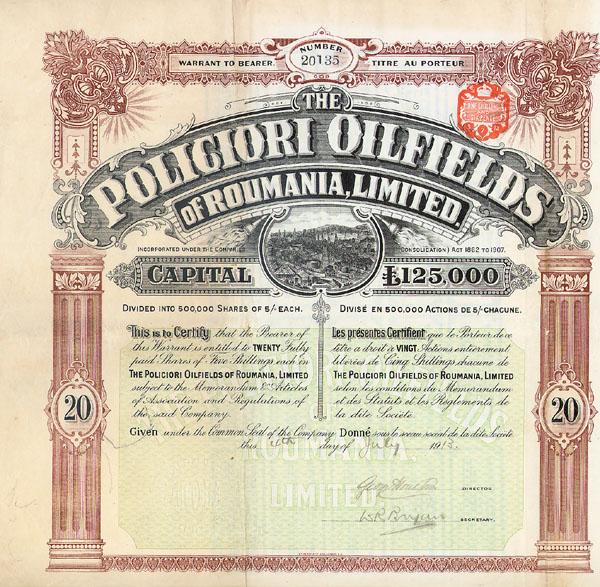 NUMBER
20135
WARRANT TO BEARER.
TITRE AU PORTEUR
THE
POLICIORI OILFIELDS
OF ROUMANIA, LIMITED.
INCORPORATED UNDER THE COMPANIES CONSOLIDATION) ACT 1862 TO 1907.
CAPITAL £125,000
DIVIDED INTO 500,000 SHARES OF 5/- EACH.
This is to Certify that the Bearer of
this Warrant is entitled to TWENTY Fully
paid Shares of Five Shillings each in
THE POLICIORI OILFIELDS OF ROUMANIA, LIMITED
subject to the Memorandum and Articles
of Association and Regulations of
the said Company.
DIVISÉ EN 500,000 ACTIONS DE 5/- CHACUNE.
Les présentes Certifient que le Porteur de ce
titre a droit à VINGT Actions entièrement
libérées de Cinq Shillings chacune de
THE POLICIORI OILFIELDS OF ROUMANIA, LIMITED
selon les conditions du Memorandum
et des Statuts et les Règlements de
la dite Société.
20
20
Given under the Common Seal of the Company Donné sous le sceau social de la dite Société
this day of July 1913.
ROUMANIA.
LIMITED
DIRECTOR
SECRETARY.